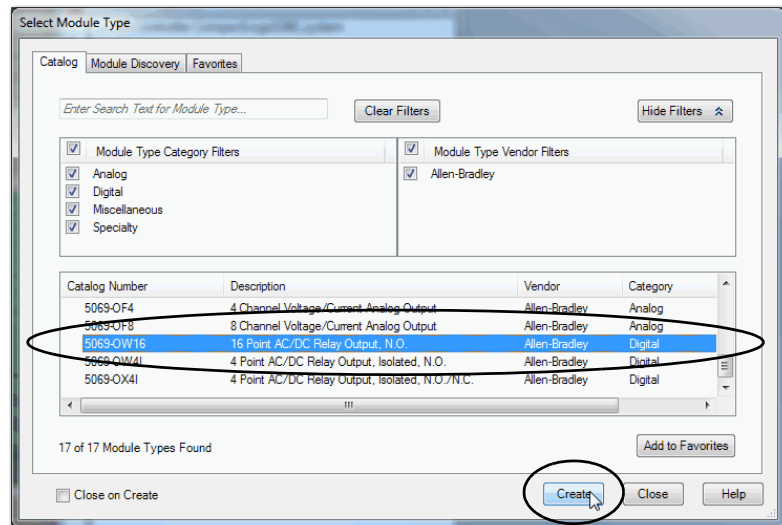 Select Module Type
Catalog Module Discovery Favorites
Enter Search Text for Module Type... Clear Filters Hide Filters
Module Type Category Filters Module Type Vendor Filters
Analog Allen-Bradley
Digital
Miscellaneous
Specialty
Catalog Number Description Vendor Category
5069-OF4 4 Channel Voltage/Current Analog Output Allen-Bradley Analog
5069-OF8 8 Channel Voltage/Current Analog Output Allen-Bradley Analog
5069-OW16 16 Point AC/DC Relay Output, N.O. Allen-Bradley Digital
5069-OW4I 4 Point AC/DC Relay Output, Isolated, N.O. Allen-Bradley Digital
5069-OX4I 4 Point AC/DC Relay Output, Isolated, N.O./N.C. Allen-Bradley Digital
17 of 17 Module Types Found Add to Favorites
Close on Create Create Close Help